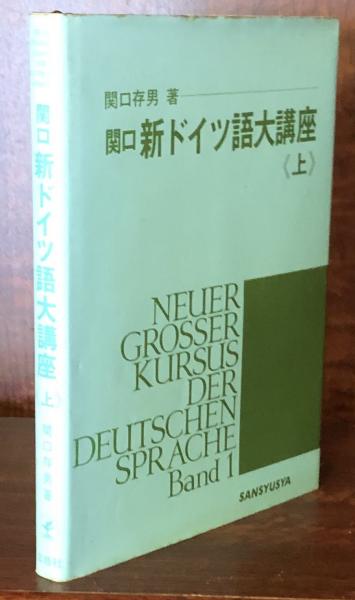 関口存男 著
関口 新ドイツ語大講座
《上》
NEUER
GROSSER
KURSUS
DER
DEUTSCHEN
SPRACHE
Band 1
SANSYUSYA
関口 新ドイツ語大講座《上》 関口存男著